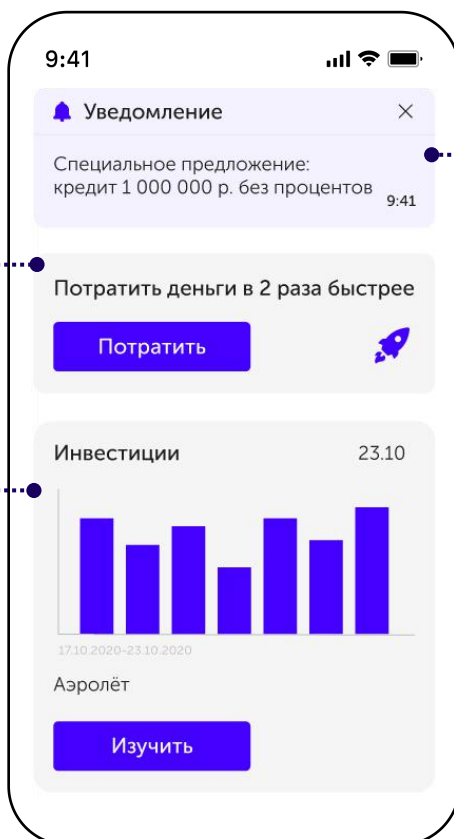 9:41
Уведомление
Специальное предложение:
кредит 1 000 000 р. без процентов
9:41
Потратить деньги в 2 раза быстрее
Потратить
Инвестиции 23.10
17.10.2020-23.10.2020
Аэролёт
Изучить